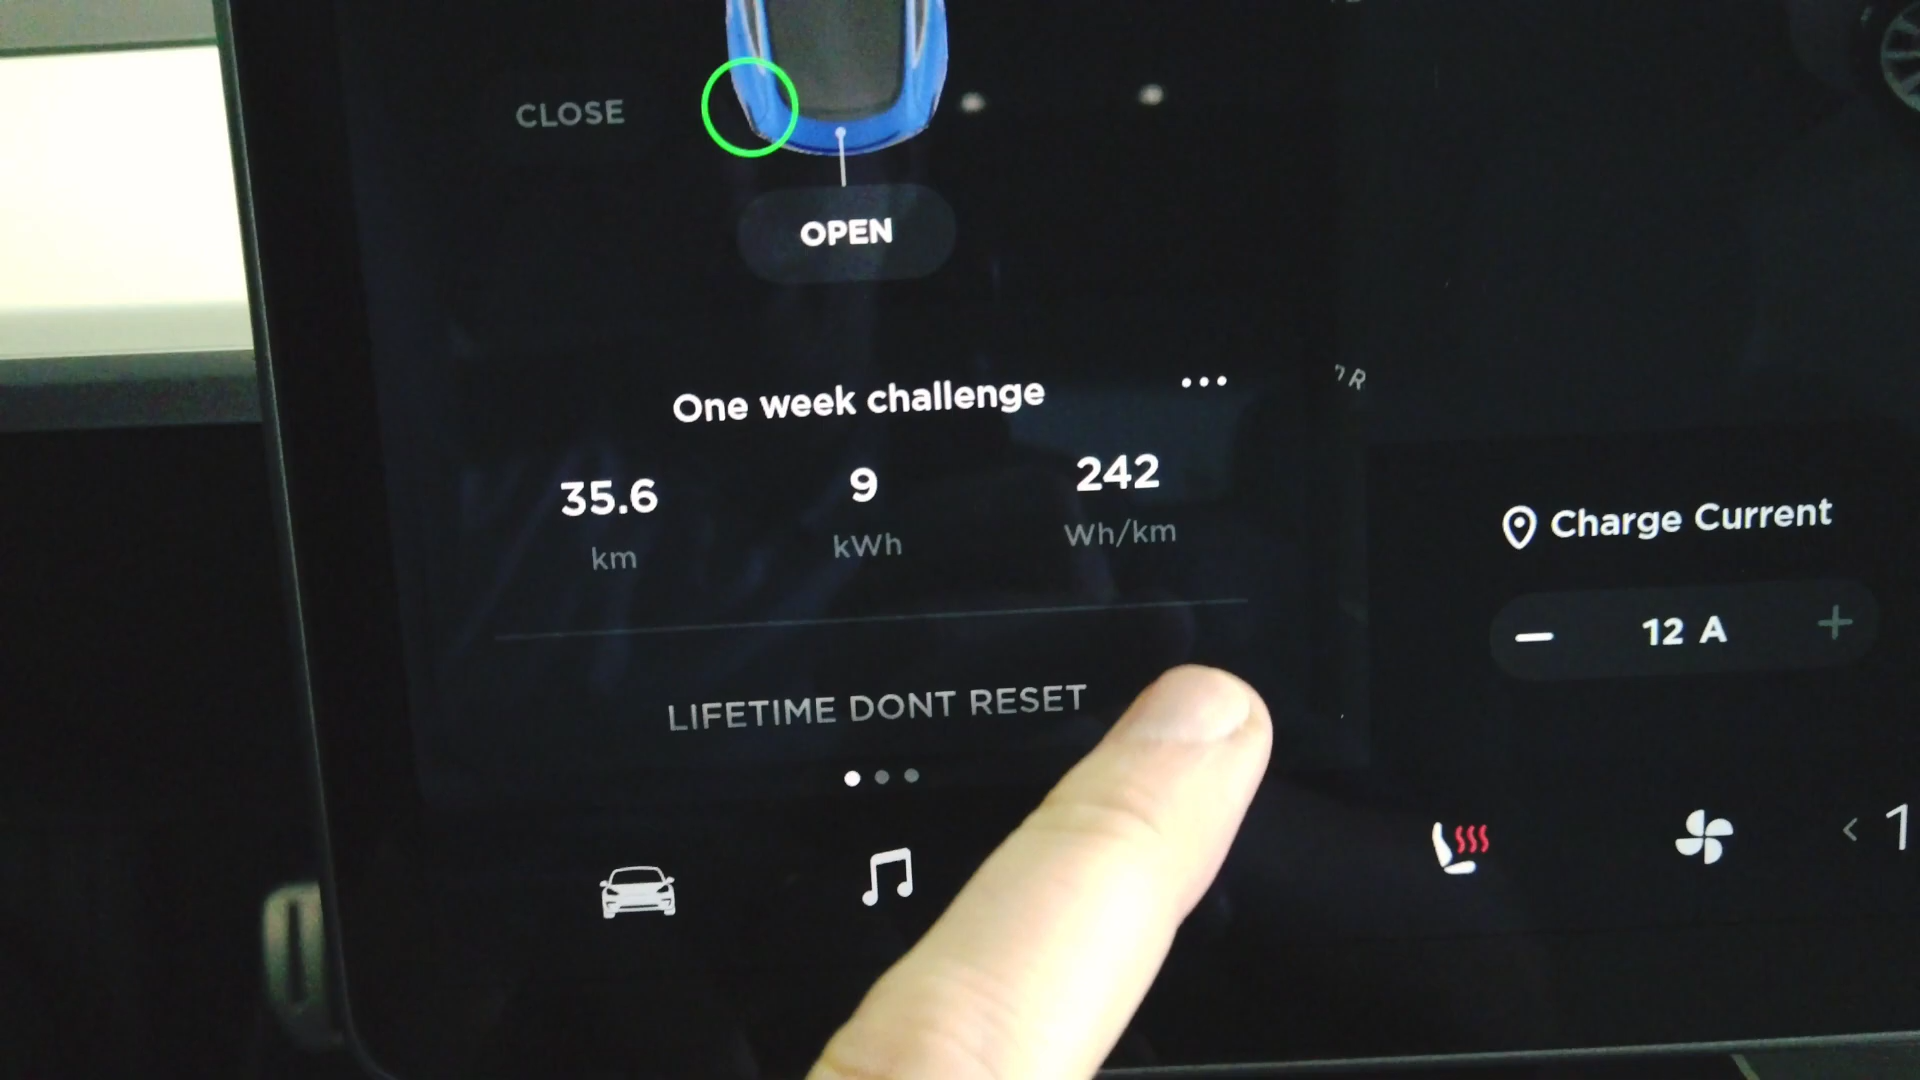 CLOSE
OPEN
One week challenge
35.6
km
9
kWh
242
Wh/km
LIFETIME DONT RESET
Charge Current
12 A